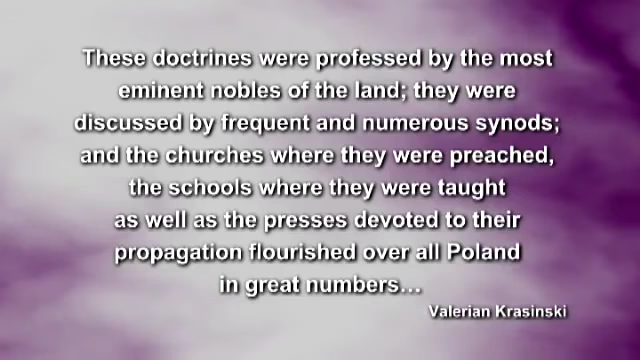 These doctrines were professed by the most
eminent nobles of the land; they were
discussed by frequent and numerous synods;
and the churches where they were preached,
the schools where they were taught
as well as the presses devoted to their
propagation flourished over all Poland
in great numbers…
Valerian Krasinski